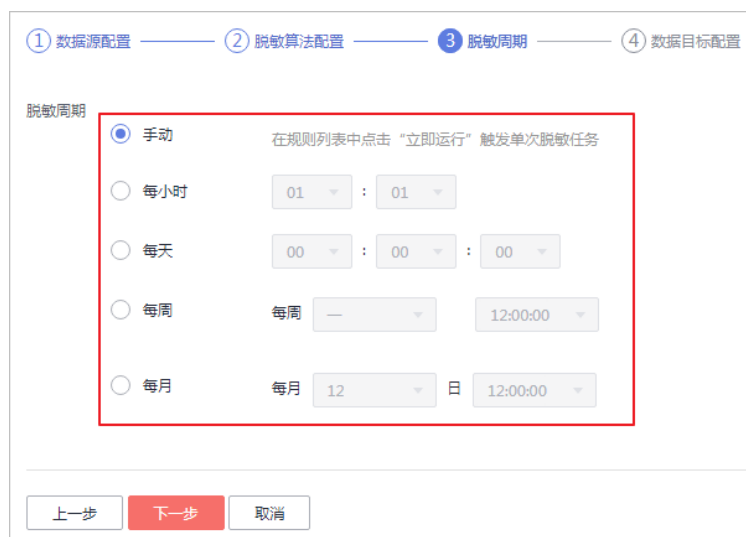 1 数据源配置 2 脱敏算法配置 3 脱敏周期 4 数据目标配置
脱敏周期
手动 在规则列表中点击“立即运行”触发单次脱敏任务
每小时 01 : 01
每天 00 : 00 : 00
每周 每周 一 12:00:00
每月 每月 12 日 12:00:00
上一步 下一步 取消